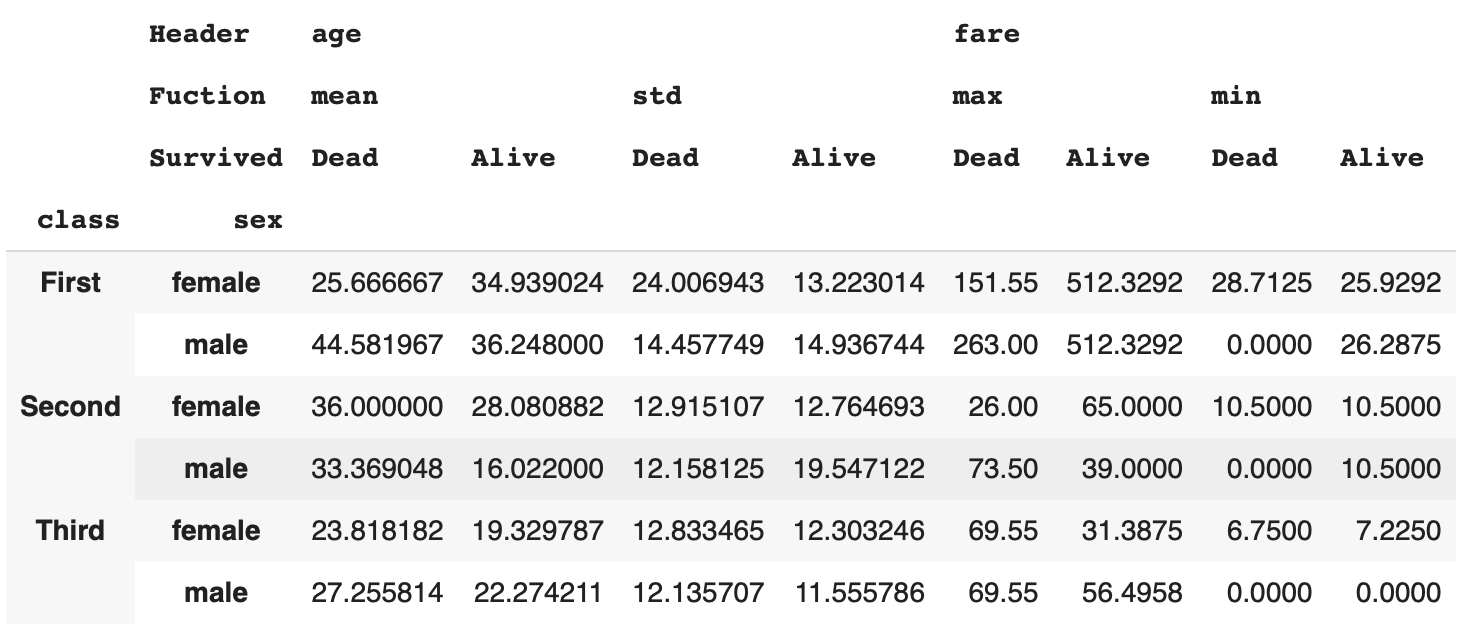 Header age fare
Fuction mean std max min
Survived Dead Alive Dead Alive Dead Alive Dead Alive
class sex
First female 25.666667 34.939024 24.006943 13.223014 151.55 512.3292 28.7125 25.9292
male 44.581967 36.248000 14.457749 14.936744 263.00 512.3292 0.0000 26.2875
Second female 36.000000 28.080882 12.915107 12.764693 26.00 65.0000 10.5000 10.5000
male 33.369048 16.022000 12.158125 19.547122 73.50 39.0000 0.0000 10.5000
Third female 23.818182 19.329787 12.833465 12.303246 69.55 31.3875 6.7500 7.2250
male 27.255814 22.274211 12.135707 11.555786 69.55 56.4958 0.0000 0.0000